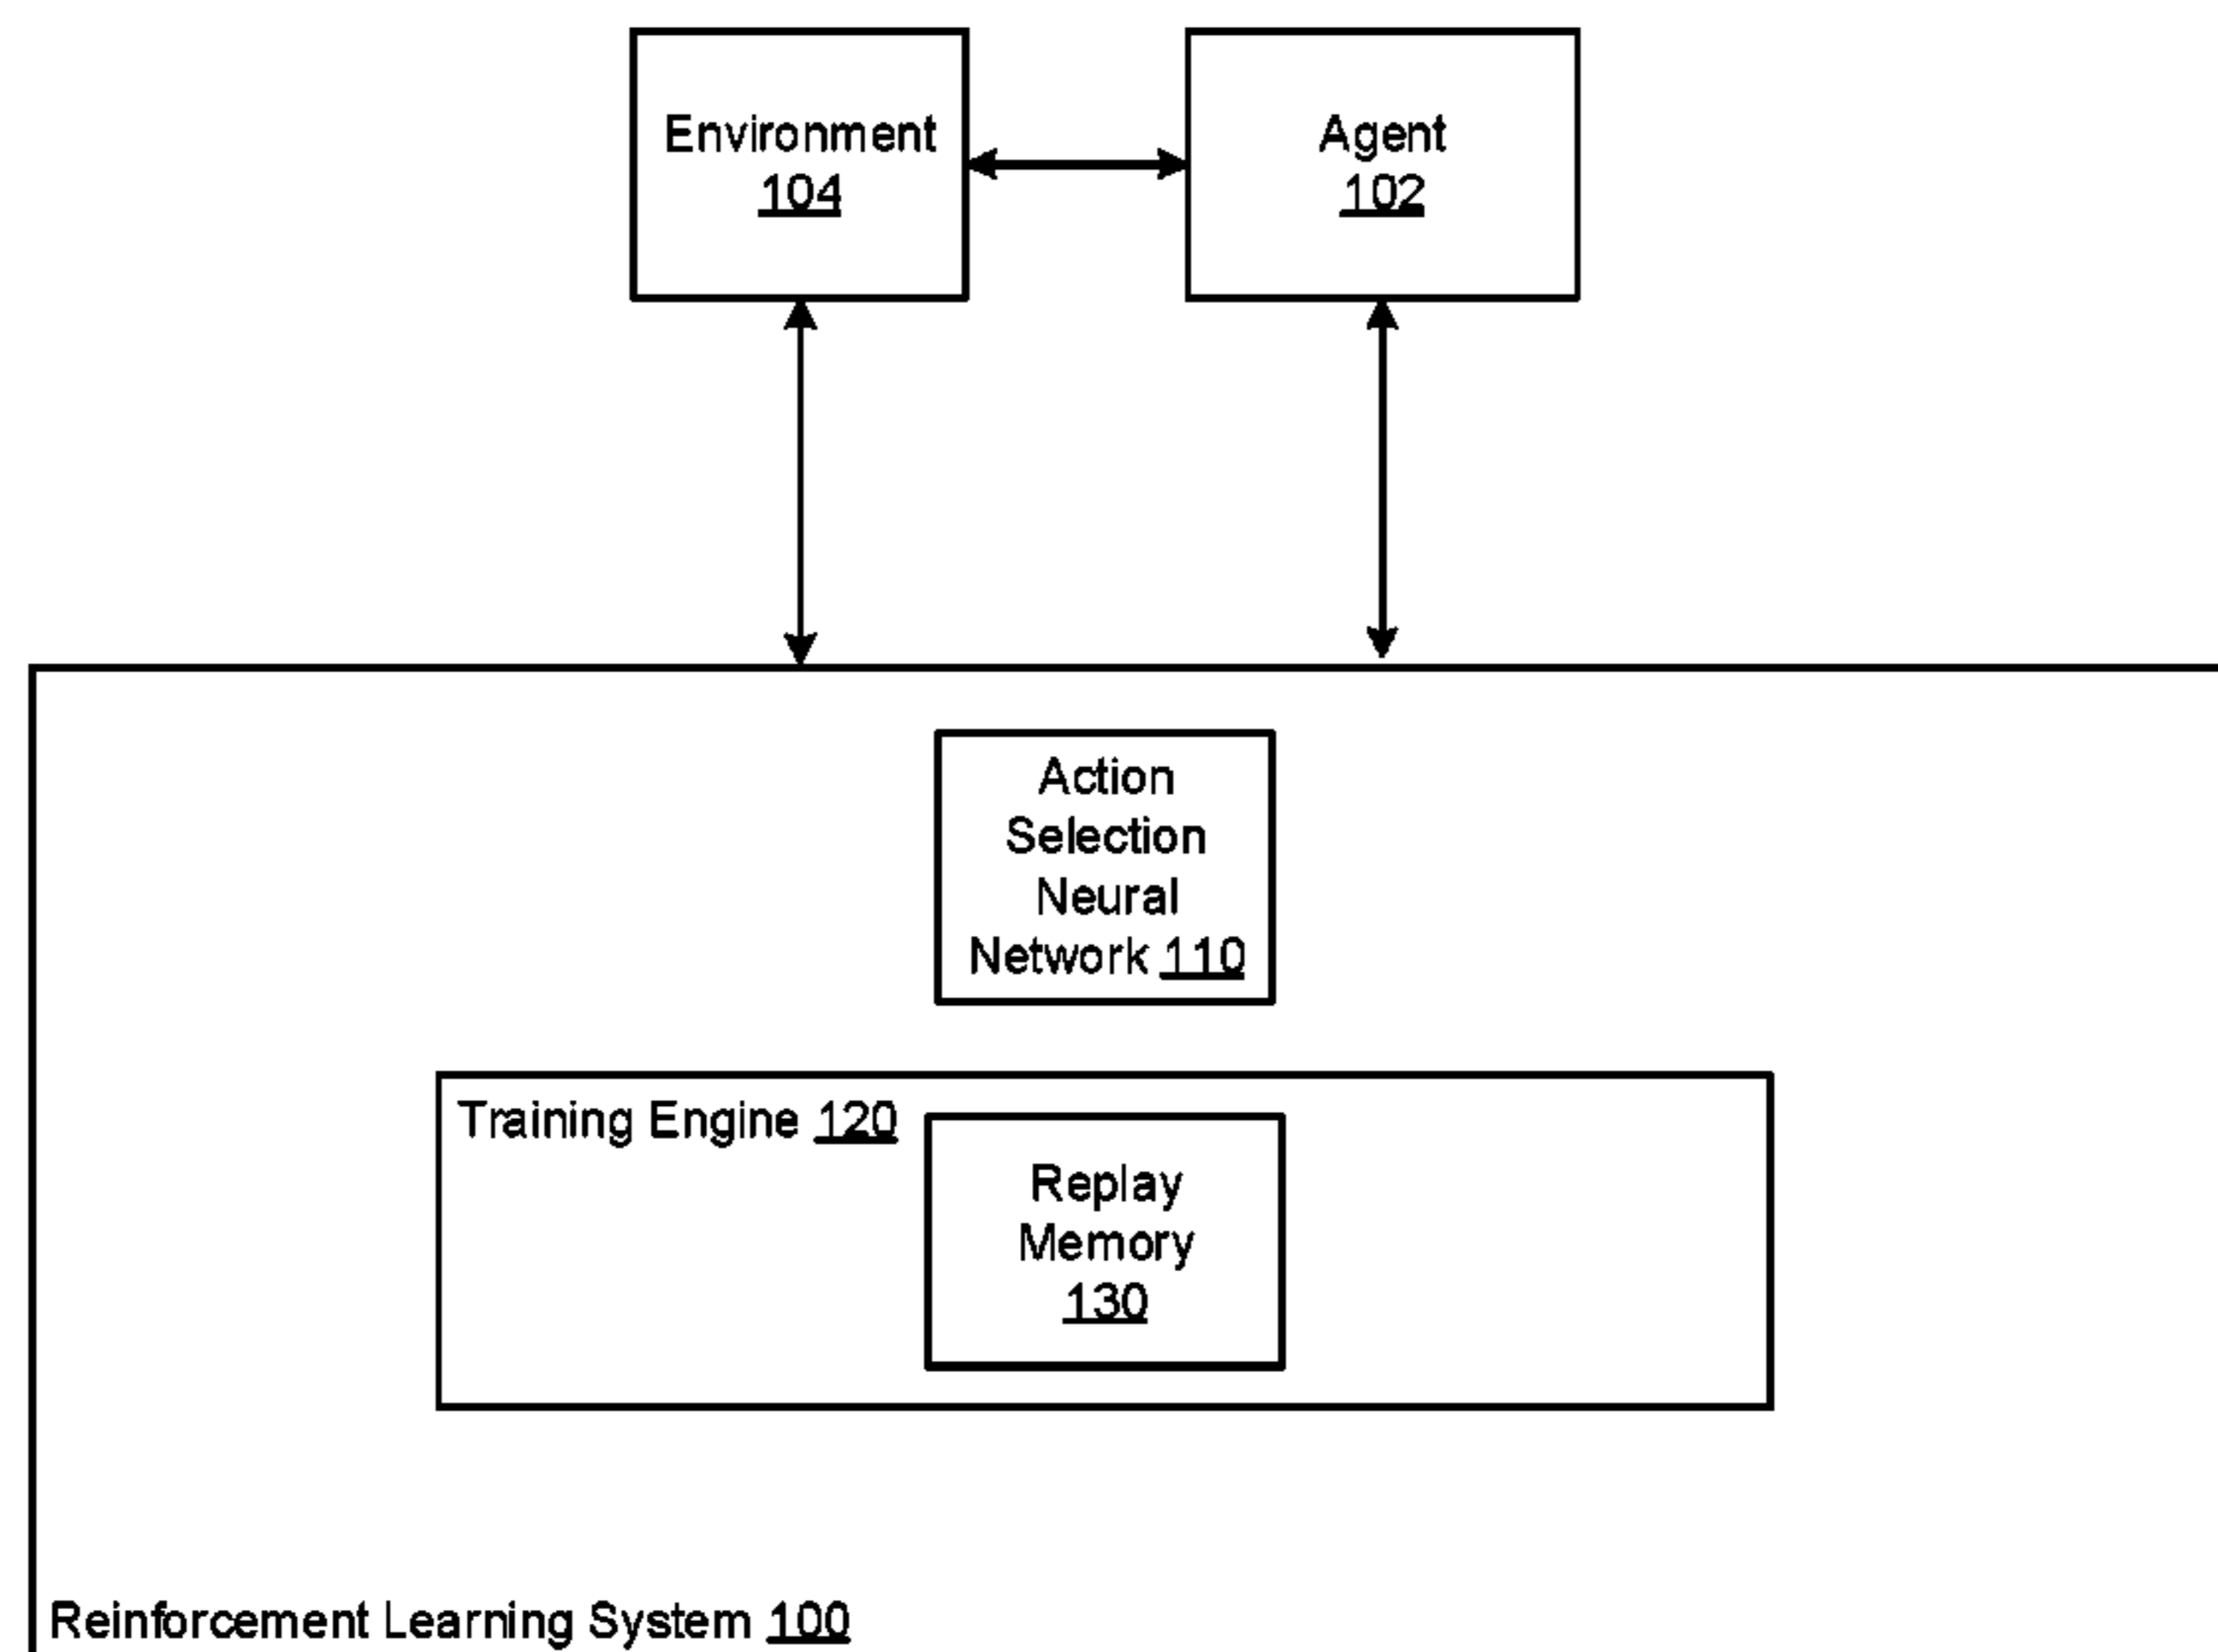 Environment
104
Agent
102
Action
Selection
Neural
Network 110
Training Engine 120
Replay
Memory
130
Reinforcement Learning System 100